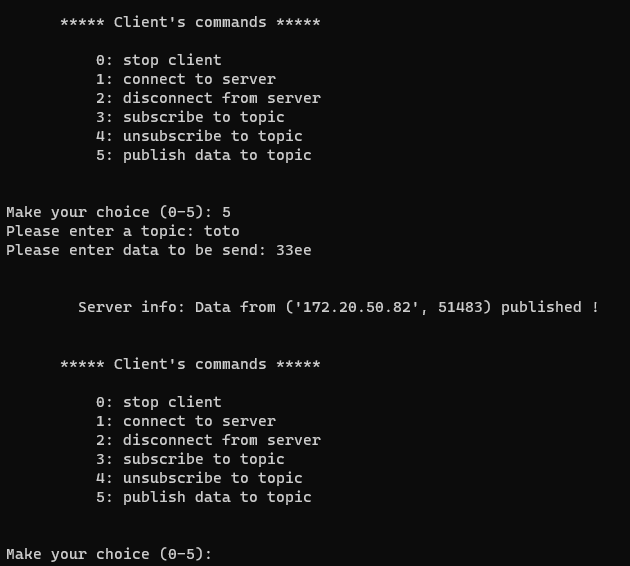 ***** Client's commands *****
0: stop client
1: connect to server
2: disconnect from server
3: subscribe to topic
4: unsubscribe to topic
5: publish data to topic
Make your choice (0-5): 5
Please enter a topic: toto
Please enter data to be send: 33ee
Server info: Data from ('172.20.50.82', 51483) published !
***** Client's commands *****
0: stop client
1: connect to server
2: disconnect from server
3: subscribe to topic
4: unsubscribe to topic
5: publish data to topic
Make your choice (0-5):